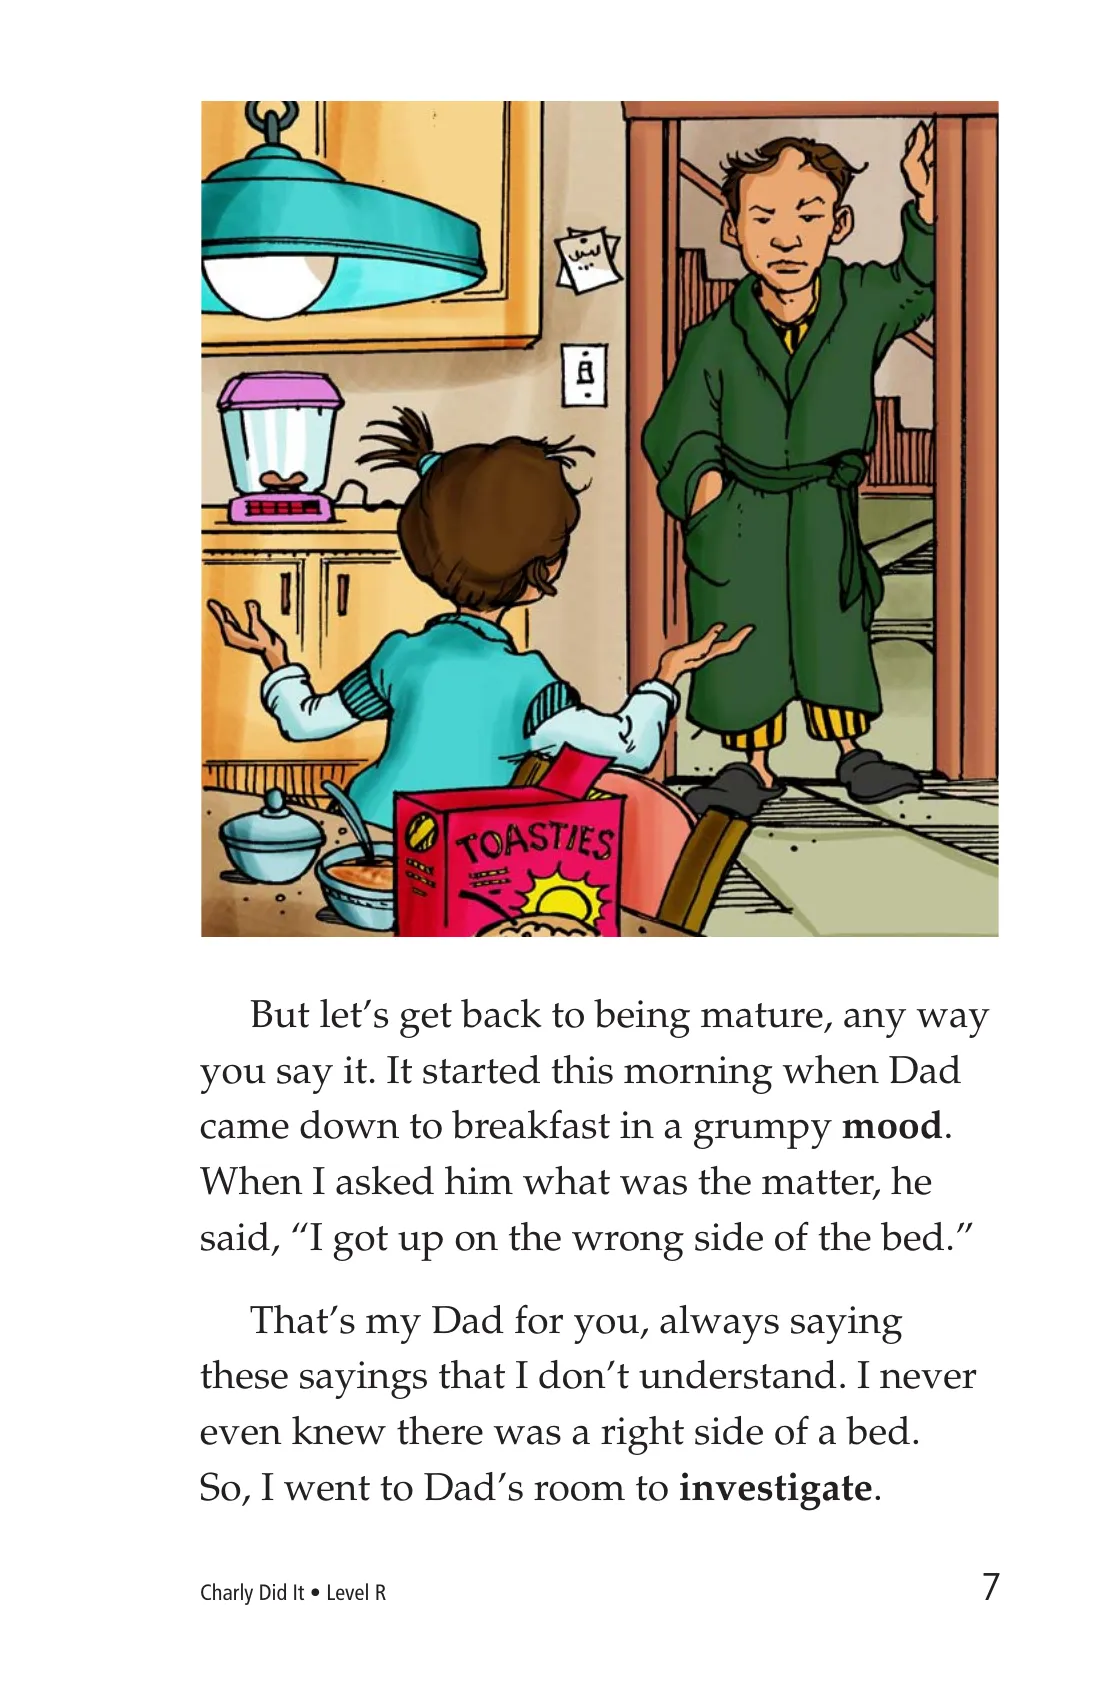 TOASTIES
But let’s get back to being mature, any way
you say it. It started this morning when Dad
came down to breakfast in a grumpy mood.
When I asked him what was the matter, he
said, “I got up on the wrong side of the bed.”
That’s my Dad for you, always saying
these sayings that I don’t understand. I never
even knew there was a right side of a bed.
So, I went to Dad’s room to investigate.
Charly Did It • Level R
7